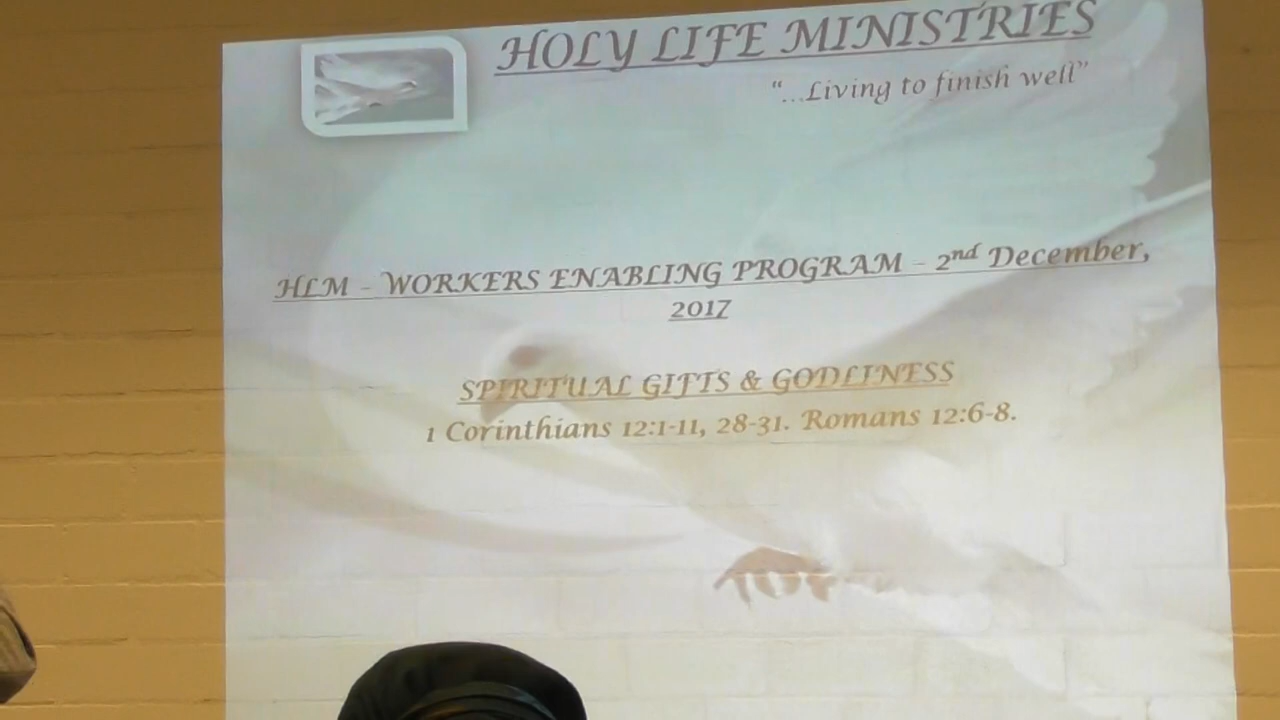 HOLY LIFE MINISTRIES
“...Living to finish well”
HLM - WORKERS ENABLING PROGRAM - 2nd December,
2017
SPIRITUAL GIFTS & GODLINESS
1 Corinthians 12:1-11, 28-31. Romans 12:6-8.